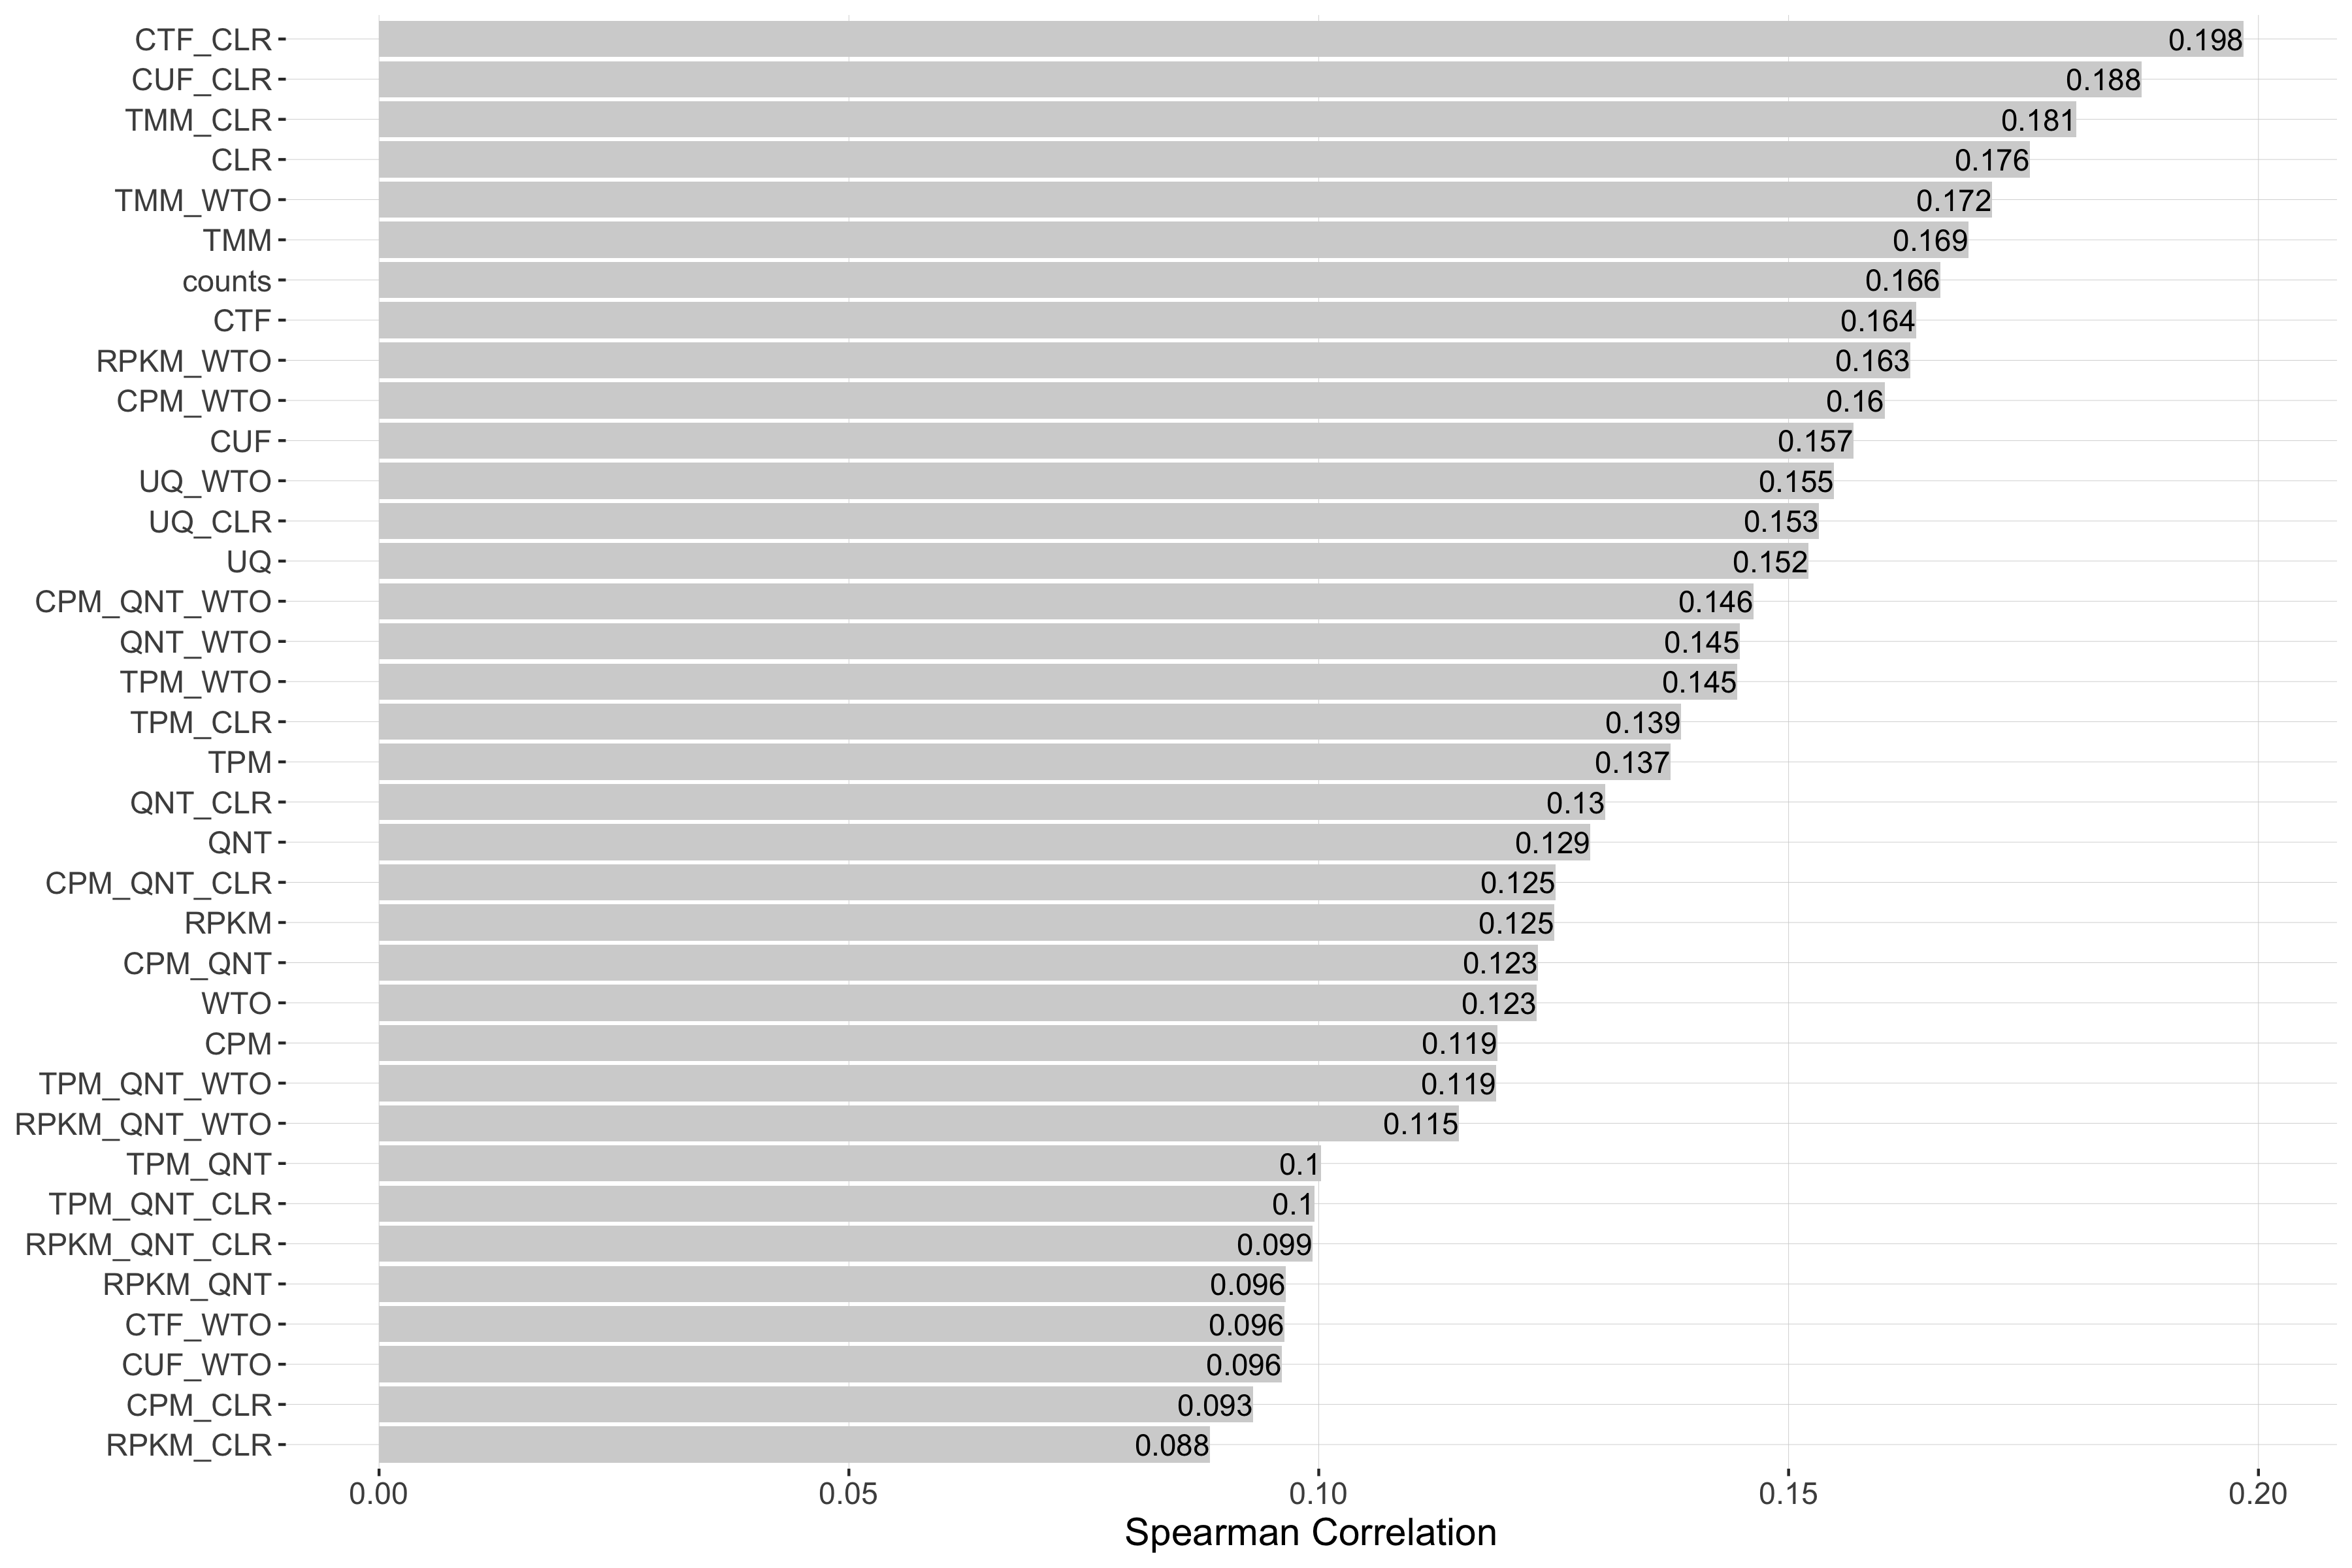 CTF_CLR 0.198
CUF_CLR 0.188
TMM_CLR 0.181
CLR 0.176
TMM_WTO 0.172
TMM 0.169
counts 0.166
CTF 0.164
RPKM_WTO 0.163
CPM_WTO 0.16
CUF 0.157
UQ_WTO 0.155
UQ_CLR 0.153
UQ 0.152
CPM_QNT_WTO 0.146
QNT_WTO 0.145
TPM_WTO 0.145
TPM_CLR 0.139
TPM 0.137
QNT_CLR 0.13
QNT 0.129
CPM_QNT_CLR 0.125
RPKM 0.125
CPM_QNT 0.123
WTO 0.123
CPM 0.119
TPM_QNT_WTO 0.119
RPKM_QNT_WTO 0.115
TPM_QNT 0.1
TPM_QNT_CLR 0.1
RPKM_QNT_CLR 0.099
RPKM_QNT 0.096
CTF_WTO 0.096
CUF_WTO 0.096
CPM_CLR 0.093
RPKM_CLR 0.088
0.00 0.05 0.10 0.15 0.20
Spearman Correlation